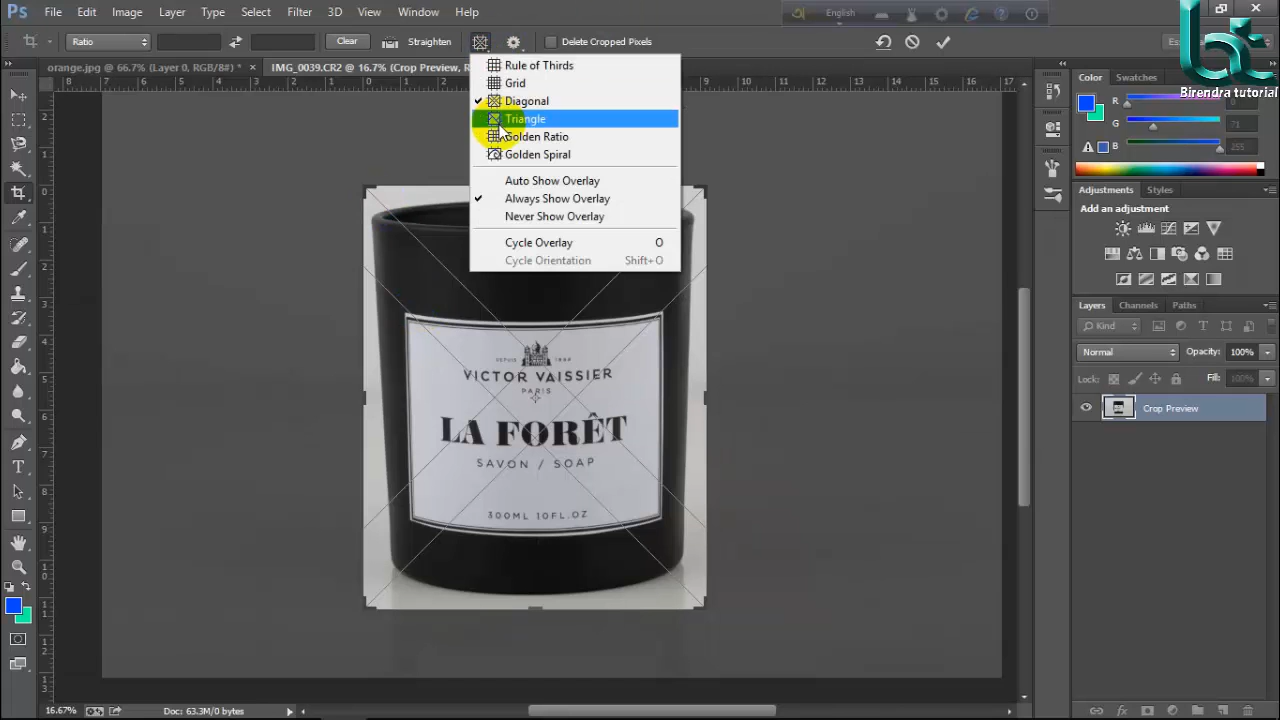 Ps File Edit Image Layer Type Select Filter 3D View Window Help
English
Ratio Clear Straighten Delete Cropped Pixels
orange.jpg @ 66.7% (Layer 0, RGB/8#) * × IMG_0039.CR2 @ 16.7% (Crop Preview, R
Rule of Thirds
Grid
Diagonal
Triangle
Golden Ratio
Golden Spiral
Auto Show Overlay
Always Show Overlay
Never Show Overlay
Cycle Overlay O
Cycle Orientation Shift+O
DEPUIS
VICTOR VAISSIER
PARIS
LA FORÊT
SAVON / SOAP
300ML 10FL.OZ
Birendra tutorial
Color Swatches
R 0
G 71
B 255
Adjustments Styles
Add an adjustment
Layers Channels Paths
Kind
Normal Opacity: 100%
Lock: Fill: 100%
Crop Preview
16.67% Doc: 63.3M/0 bytes